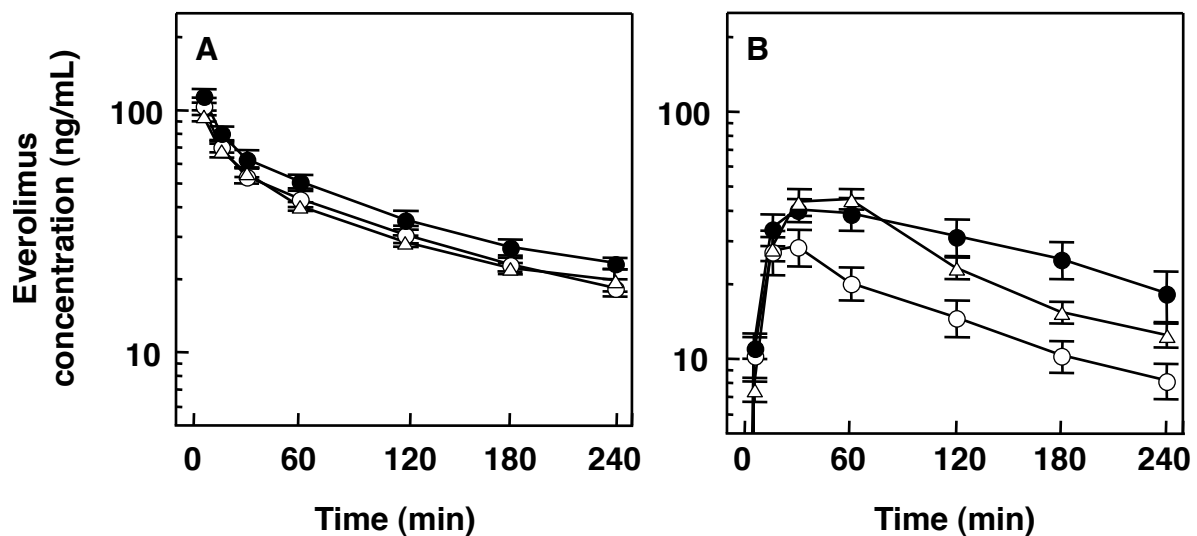 Everolimus
concentration (ng/mL)
A
100
10
0 60 120 180 240
Time (min)
B
100
10
0 60 120 180 240
Time (min)